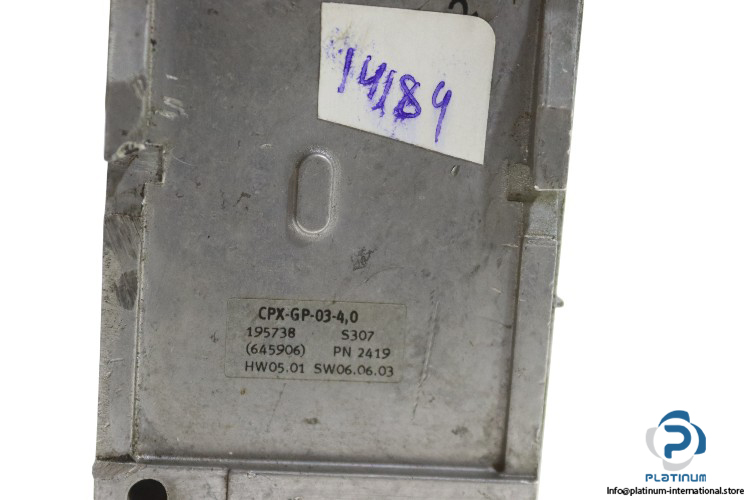 14184
CPX-GP-03-4,0
195738 S307
(645906) PN 2419
HW05.01 SW06.06.03
PLATINUM
INTERNATIONAL
Info@platinum-international.store